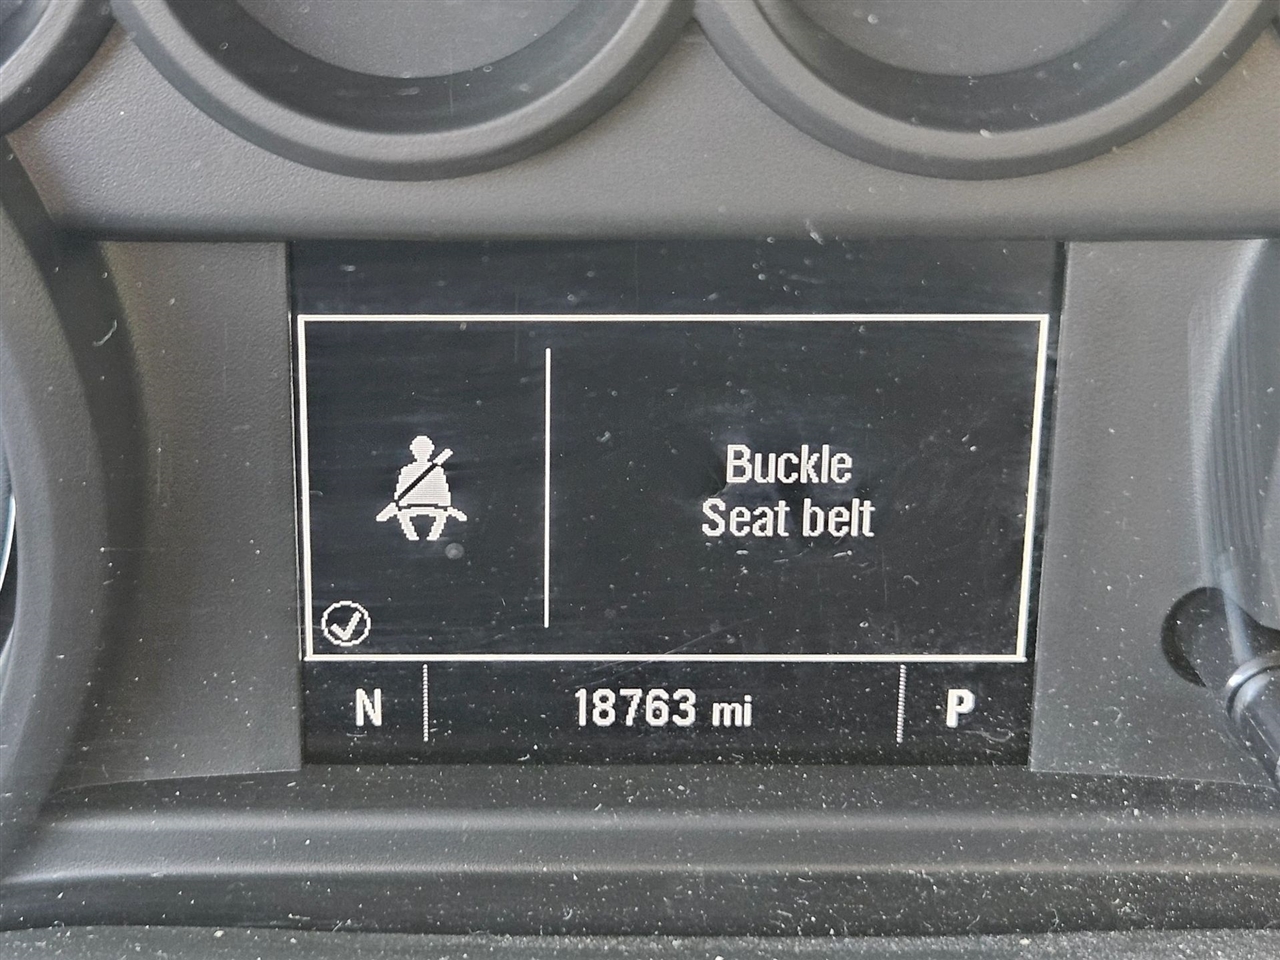 Buckle
Seat belt
N 18763 mi P